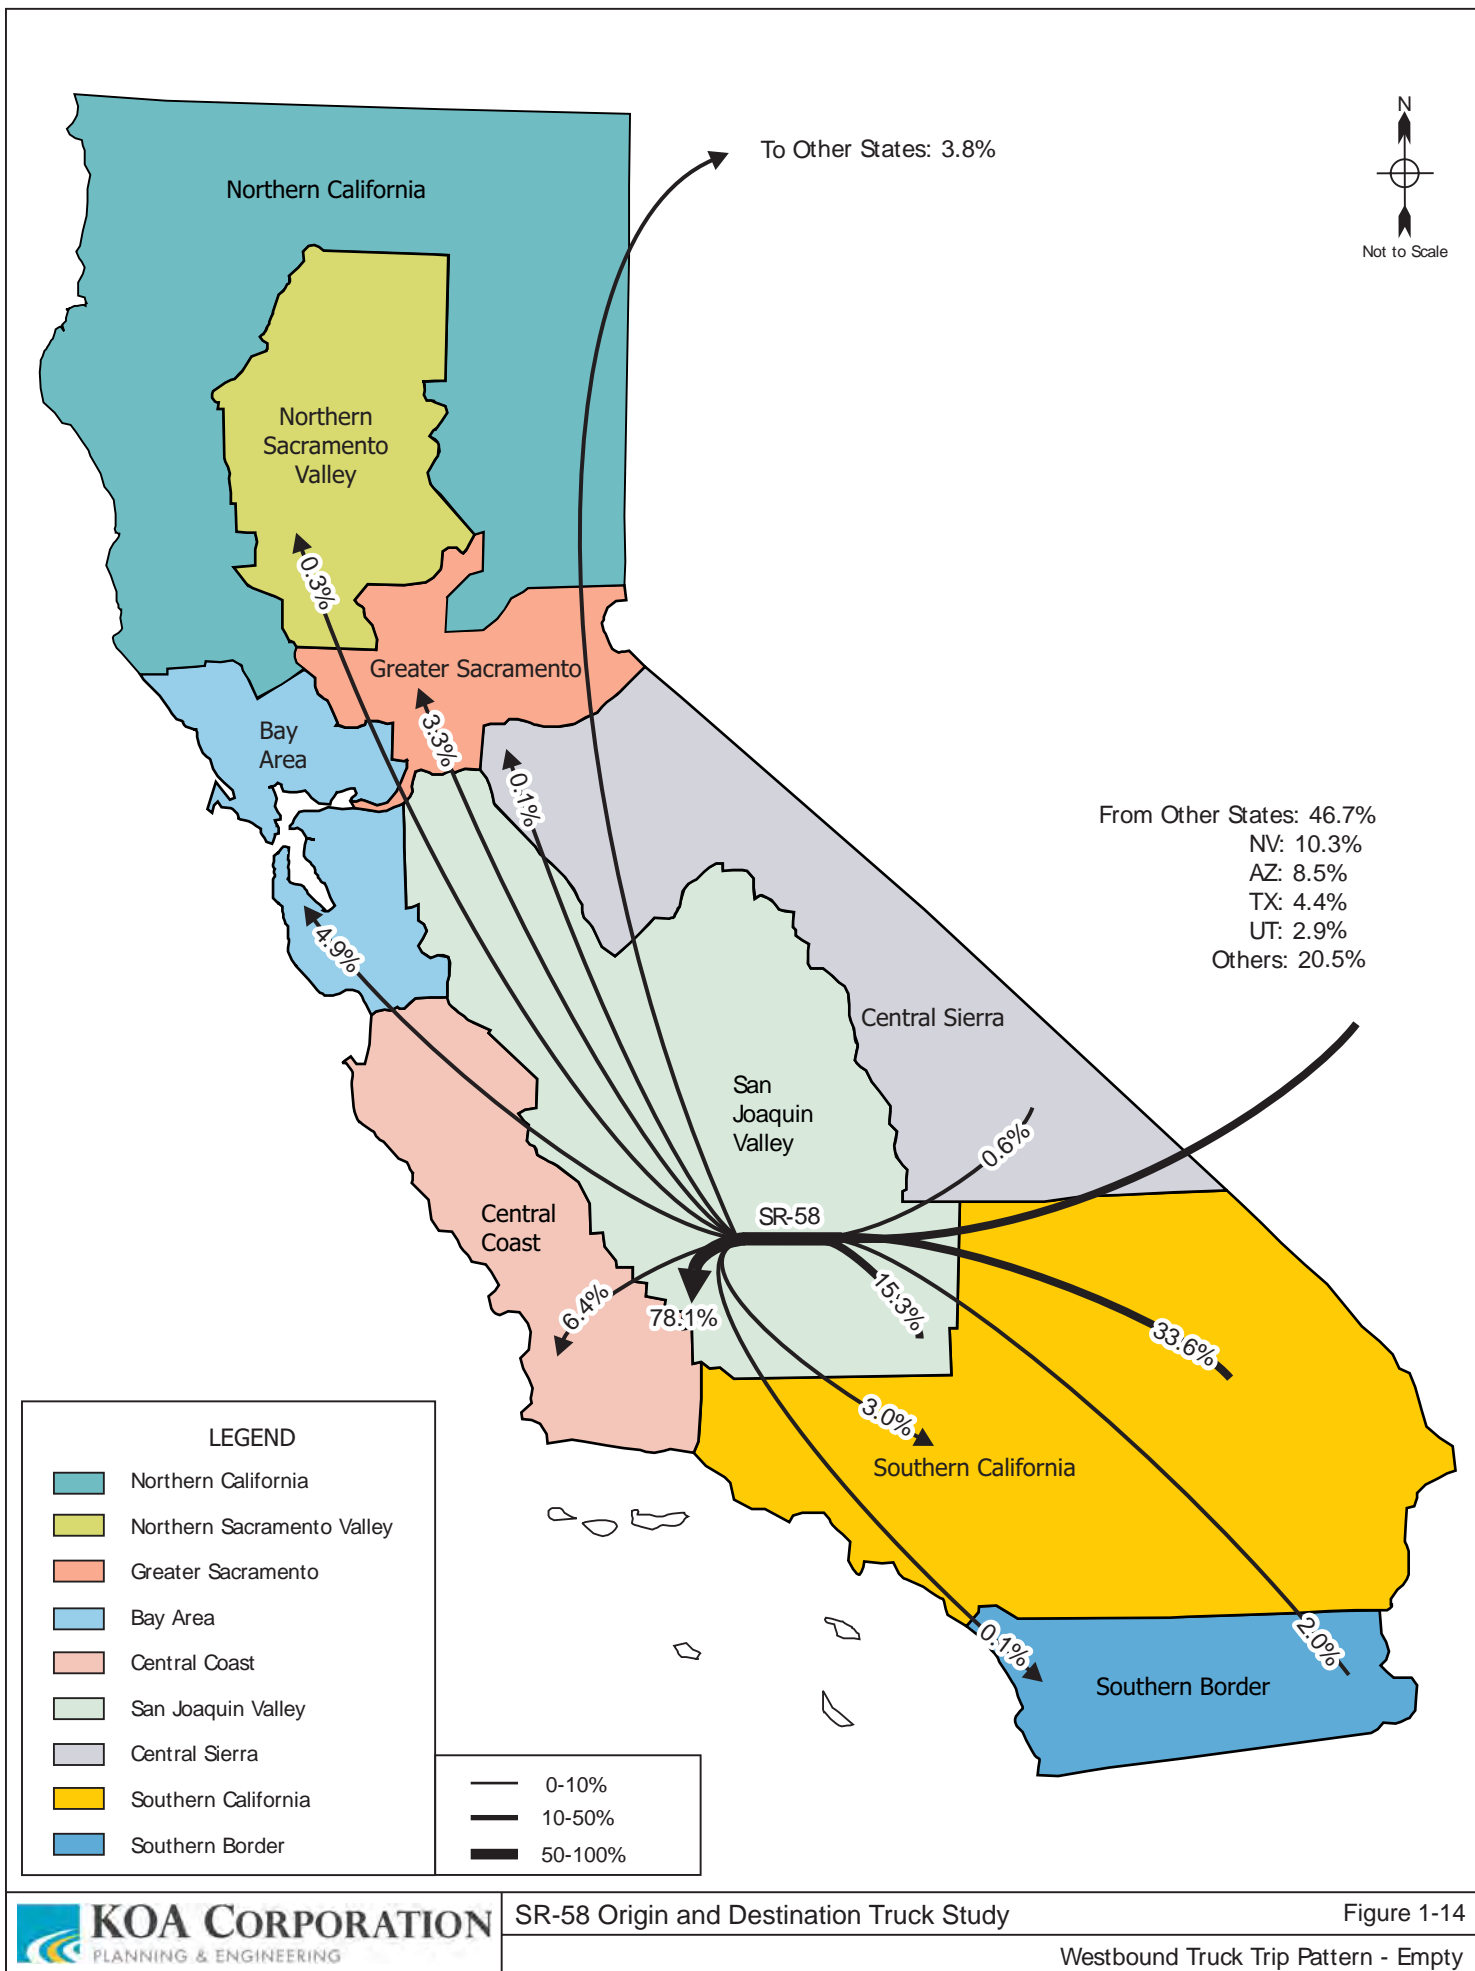 N
Not to Scale
To Other States: 3.8%
Northern California
Northern
Sacramento
Valley
0.3%
Greater Sacramento
3.3%
Bay
Area
0.1%
From Other States: 46.7%
NV: 10.3%
AZ: 8.5%
TX: 4.4%
UT: 2.9%
Others: 20.5%
4.9%
Central Sierra
San
Joaquin
Valley
0.6%
Central
Coast
SR-58
6.4%
78.1%
15.3%
33.6%
3.0%
Southern California
0.1%
2.0%
Southern Border
LEGEND
Northern California
Northern Sacramento Valley
Greater Sacramento
Bay Area
Central Coast
San Joaquin Valley
Central Sierra
Southern California
Southern Border
0-10%
10-50%
50-100%
KOA CORPORATION
PLANNING & ENGINEERING
SR-58 Origin and Destination Truck Study
Figure 1-14
Westbound Truck Trip Pattern - Empty